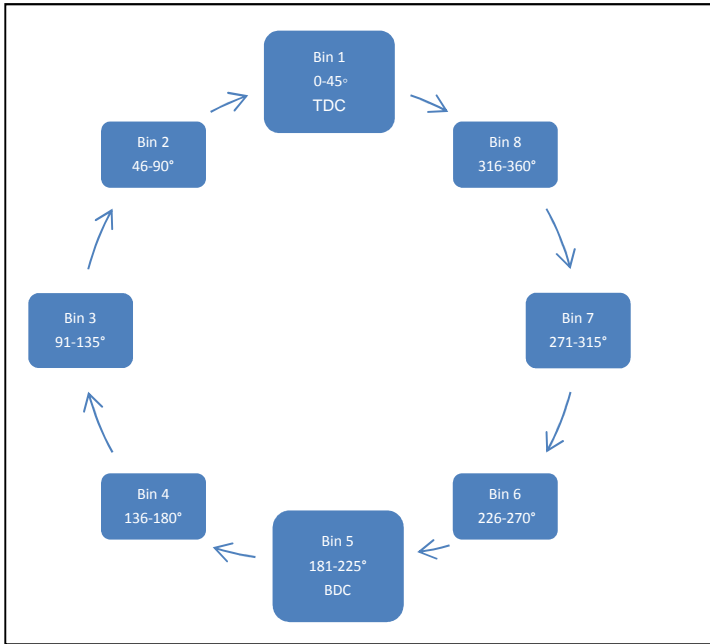 Bin 1
0-45◦
TDC
Bin 8
316-360°
Bin 7
271-315°
Bin 6
226-270°
Bin 5
181-225°
BDC
Bin 4
136-180°
Bin 3
91-135°
Bin 2
46-90°